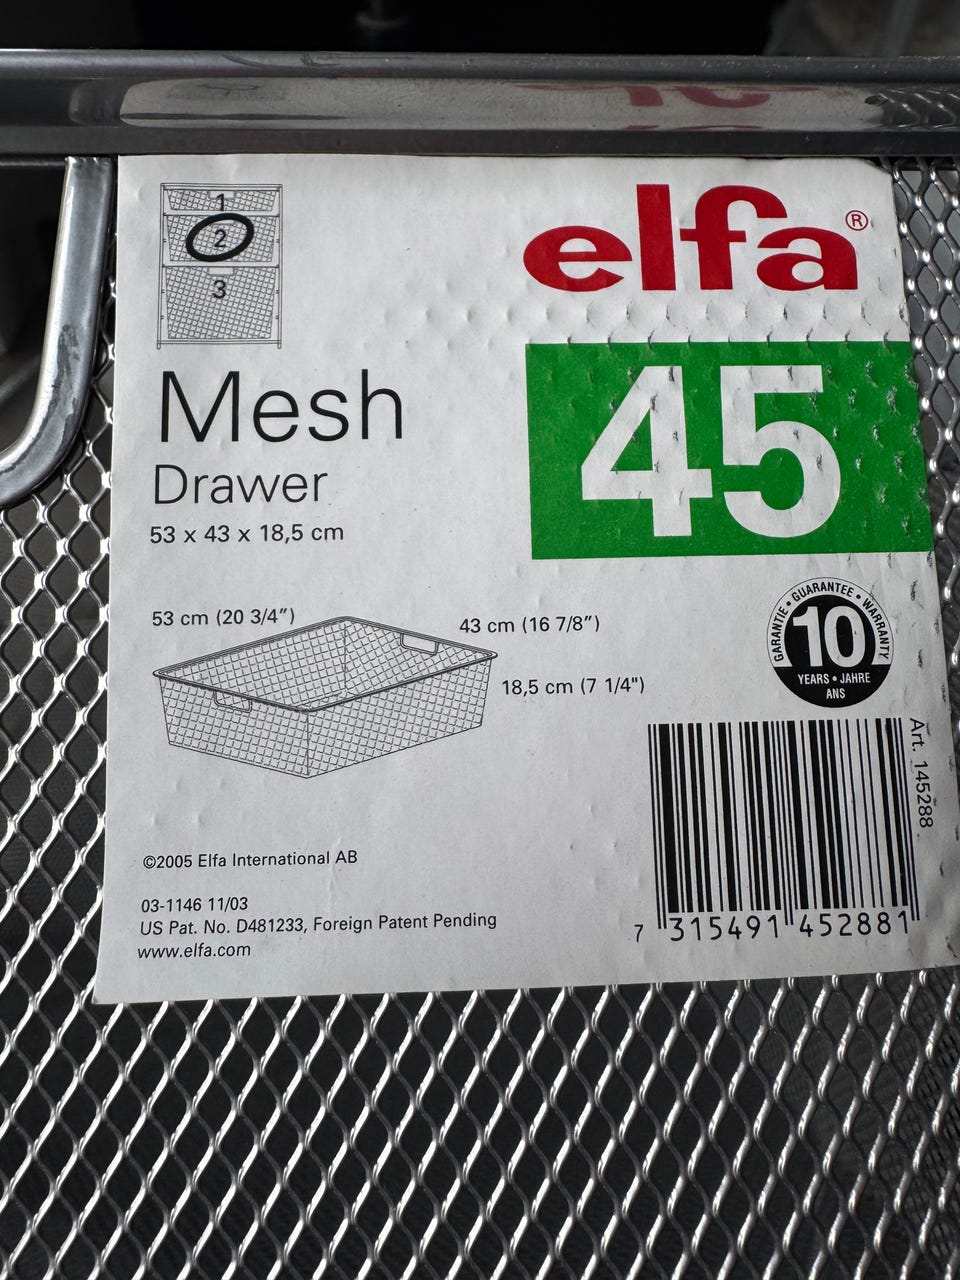 1
2
3
elfa®
45
Mesh
Drawer
53 x 43 x 18,5 cm
53 cm (20 3/4″)
43 cm (16 7/8″)
18,5 cm (7 1/4")
GARANTIE • GUARANTEE • WARRANTY
10
YEARS • JAHRE
ANS
Art. 145288
©2005 Elfa International AB
03-1146 11/03
US Pat. No. D481233, Foreign Patent Pending
www.elfa.com
7 315491 452881